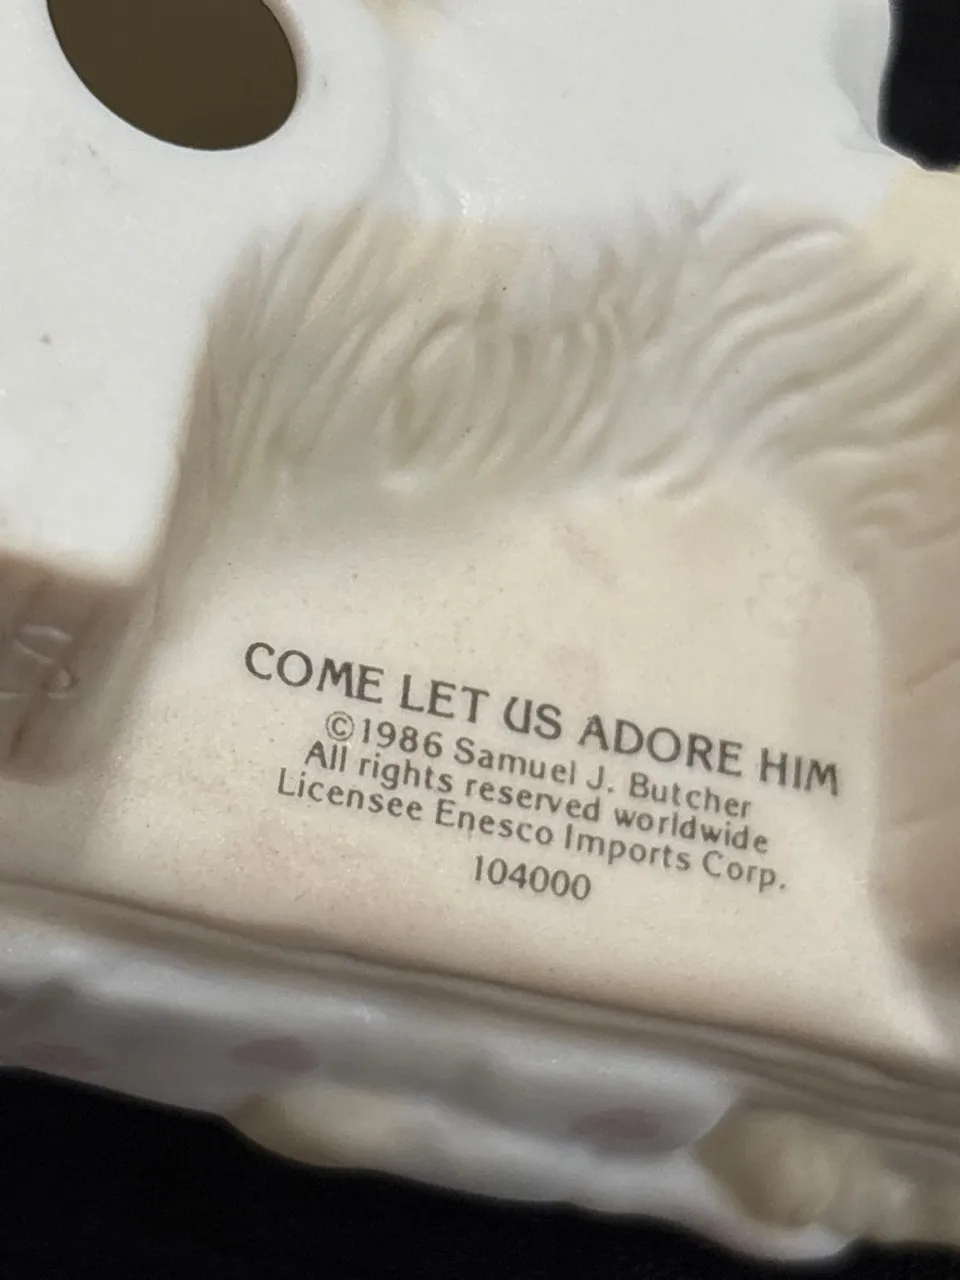 COME LET US ADORE HIM
©1986 Samuel J. Butcher
All rights reserved worldwide
Licensee Enesco Imports Corp.
104000